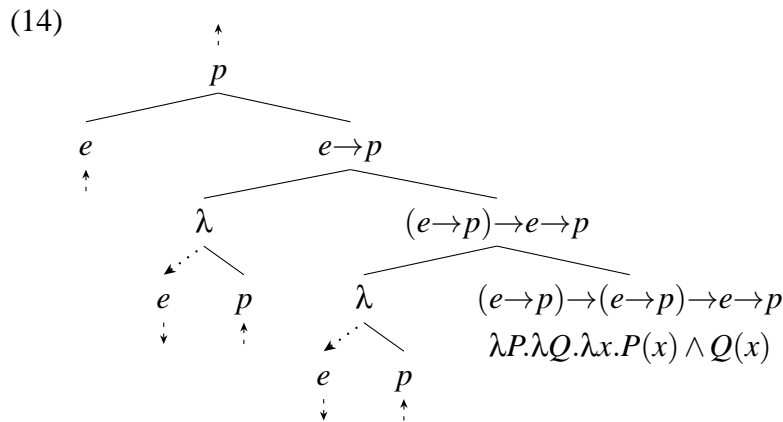 (14)
p
e e→p
λ (e→p)→e→p
e p λ (e→p)→(e→p)→e→p
λP.λQ.λx.P(x) ∧ Q(x)
e p